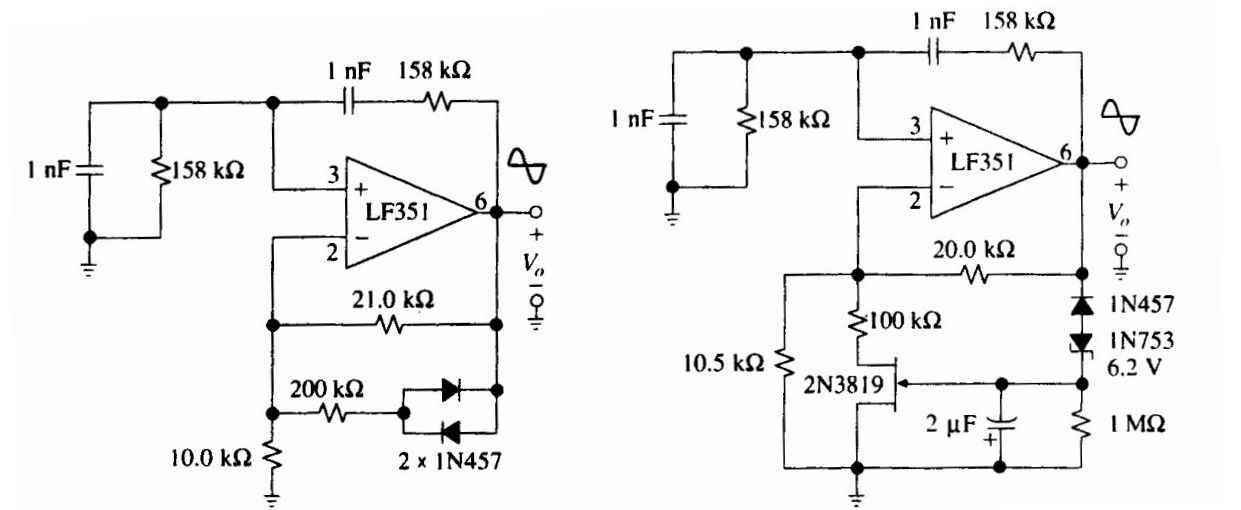 1 nF
158 kΩ
1 nF
158 kΩ
3
+
LF351
6
−
2
+
Vo
−
21.0 kΩ
200 kΩ
10.0 kΩ
2 × 1N457
1 nF
158 kΩ
1 nF
158 kΩ
3
+
LF351
6
−
2
+
Vo
−
20.0 kΩ
100 kΩ
1N457
1N753
6.2 V
10.5 kΩ
2N3819
2 µF
+
1 MΩ